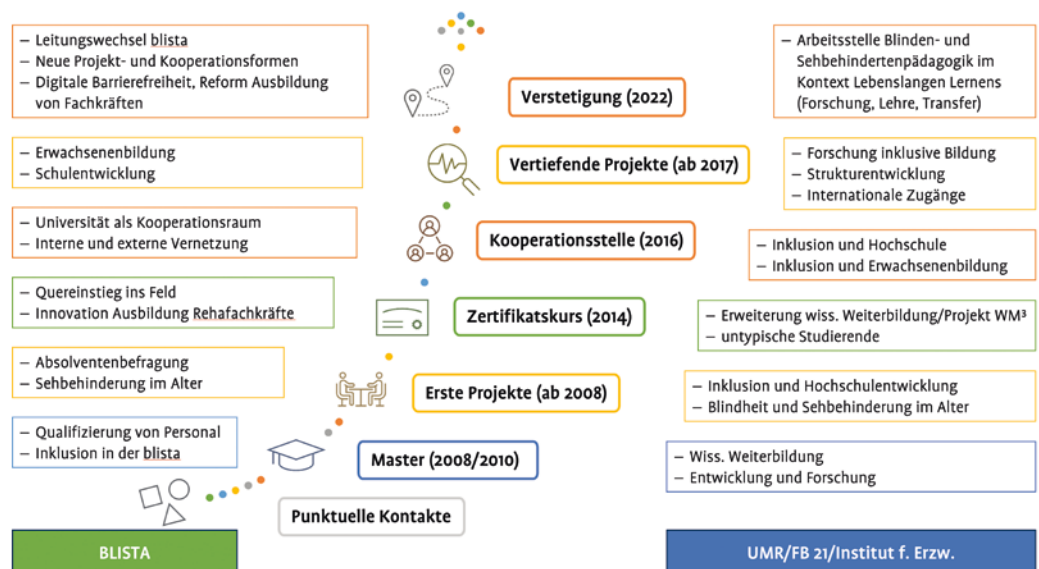 – Leitungswechsel blista
– Neue Projekt- und Kooperationsformen
– Digitale Barrierefreiheit, Reform Ausbildung
von Fachkräften
Verstetigung (2022)
– Arbeitsstelle Blinden- und
Sehbehindertenpädagogik im
Kontext Lebenslangen Lernens
(Forschung, Lehre, Transfer)
– Erwachsenenbildung
– Schulentwicklung
Vertiefende Projekte (ab 2017)
– Forschung inklusive Bildung
– Strukturentwicklung
– Internationale Zugänge
– Universität als Kooperationsraum
– Interne und externe Vernetzung
Kooperationsstelle (2016)
– Inklusion und Hochschule
– Inklusion und Erwachsenenbildung
– Quereinstieg ins Feld
– Innovation Ausbildung Rehafachkräfte
Zertifikatskurs (2014)
– Erweiterung wiss. Weiterbildung/Projekt WM³
– untypische Studierende
– Absolventenbefragung
– Sehbehinderung im Alter
Erste Projekte (ab 2008)
– Inklusion und Hochschulentwicklung
– Blindheit und Sehbehinderung im Alter
– Qualifizierung von Personal
– Inklusion in der blista
Master (2008/2010)
– Wiss. Weiterbildung
– Entwicklung und Forschung
Punktuelle Kontakte
BLISTA
UMR/FB 21/Institut f. Erzw.